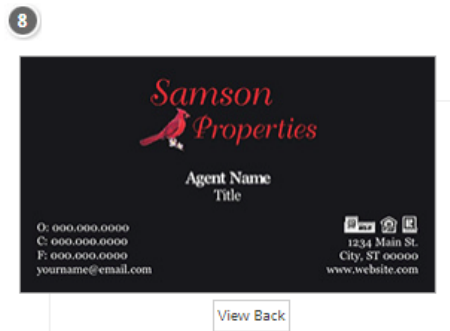 8
Samson
Properties
Agent Name
Title
O: 000.000.0000
C: 000.000.0000
F: 000.000.0000
yourname@email.com
1234 Main St.
City, ST 00000
www.website.com
View Back